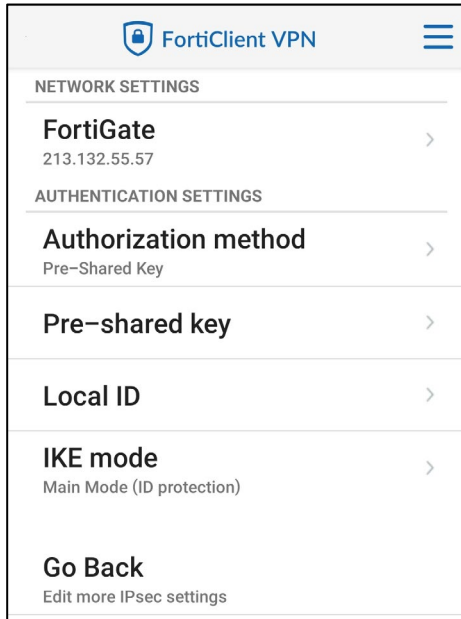 FortiClient VPN
NETWORK SETTINGS
FortiGate
213.132.55.57
AUTHENTICATION SETTINGS
Authorization method
Pre-Shared Key
Pre-shared key
Local ID
IKE mode
Main Mode (ID protection)
Go Back
Edit more IPsec settings